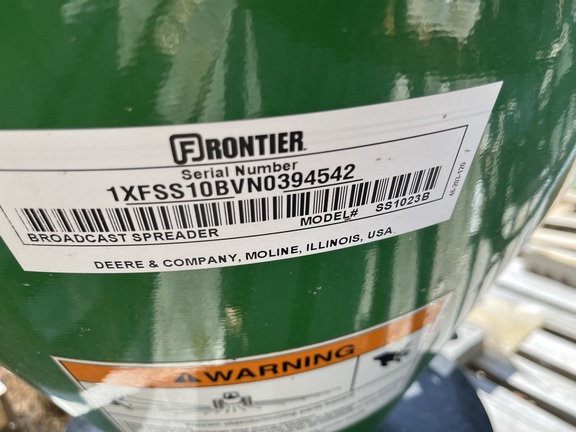 FRONTIER
Serial Number
1XFSS10BVN0394542
MODEL# SS1023B
BROADCAST SPREADER
DEERE & COMPANY, MOLINE, ILLINOIS, USA
WARNING